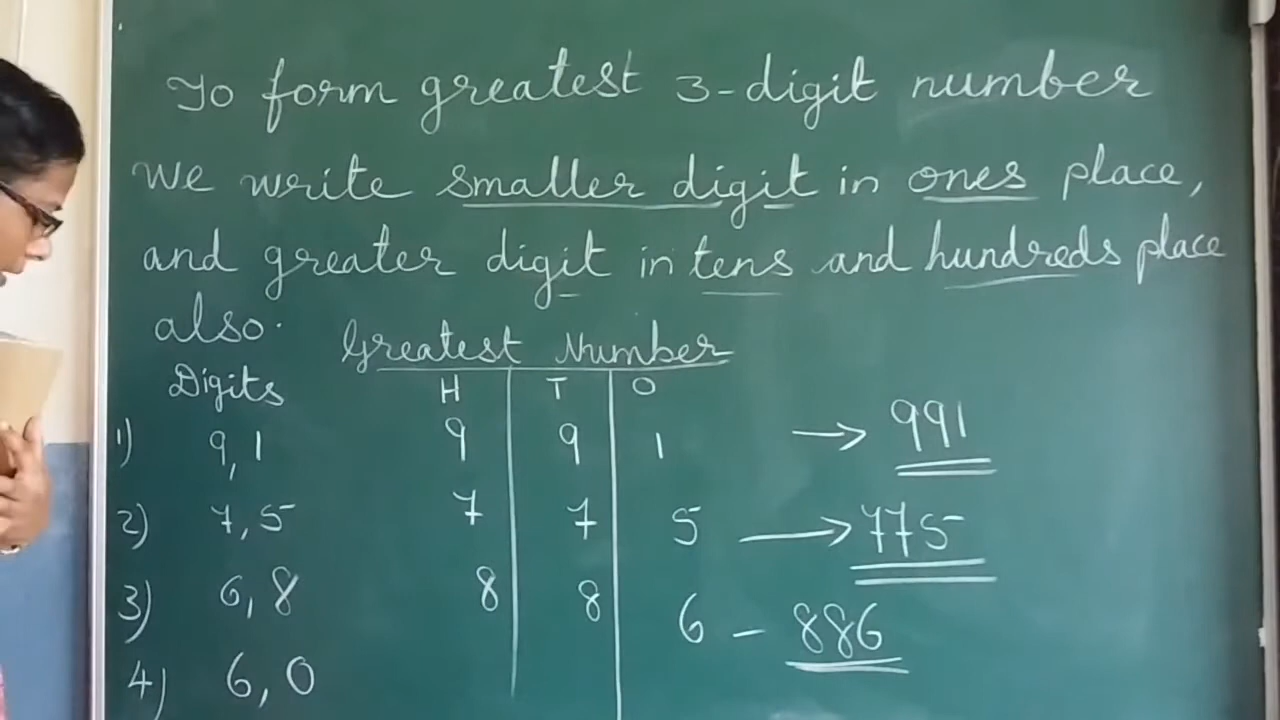 To form greatest 3-digit number
we write smaller digit in ones place,
and greater digit in tens and hundreds place
also.
Greatest Number
Digits H T O
1) 9,1 9 9 1 → 991
2) 7,5 7 7 5 → 775
3) 6,8 8 8 6 - 886
4) 6,0